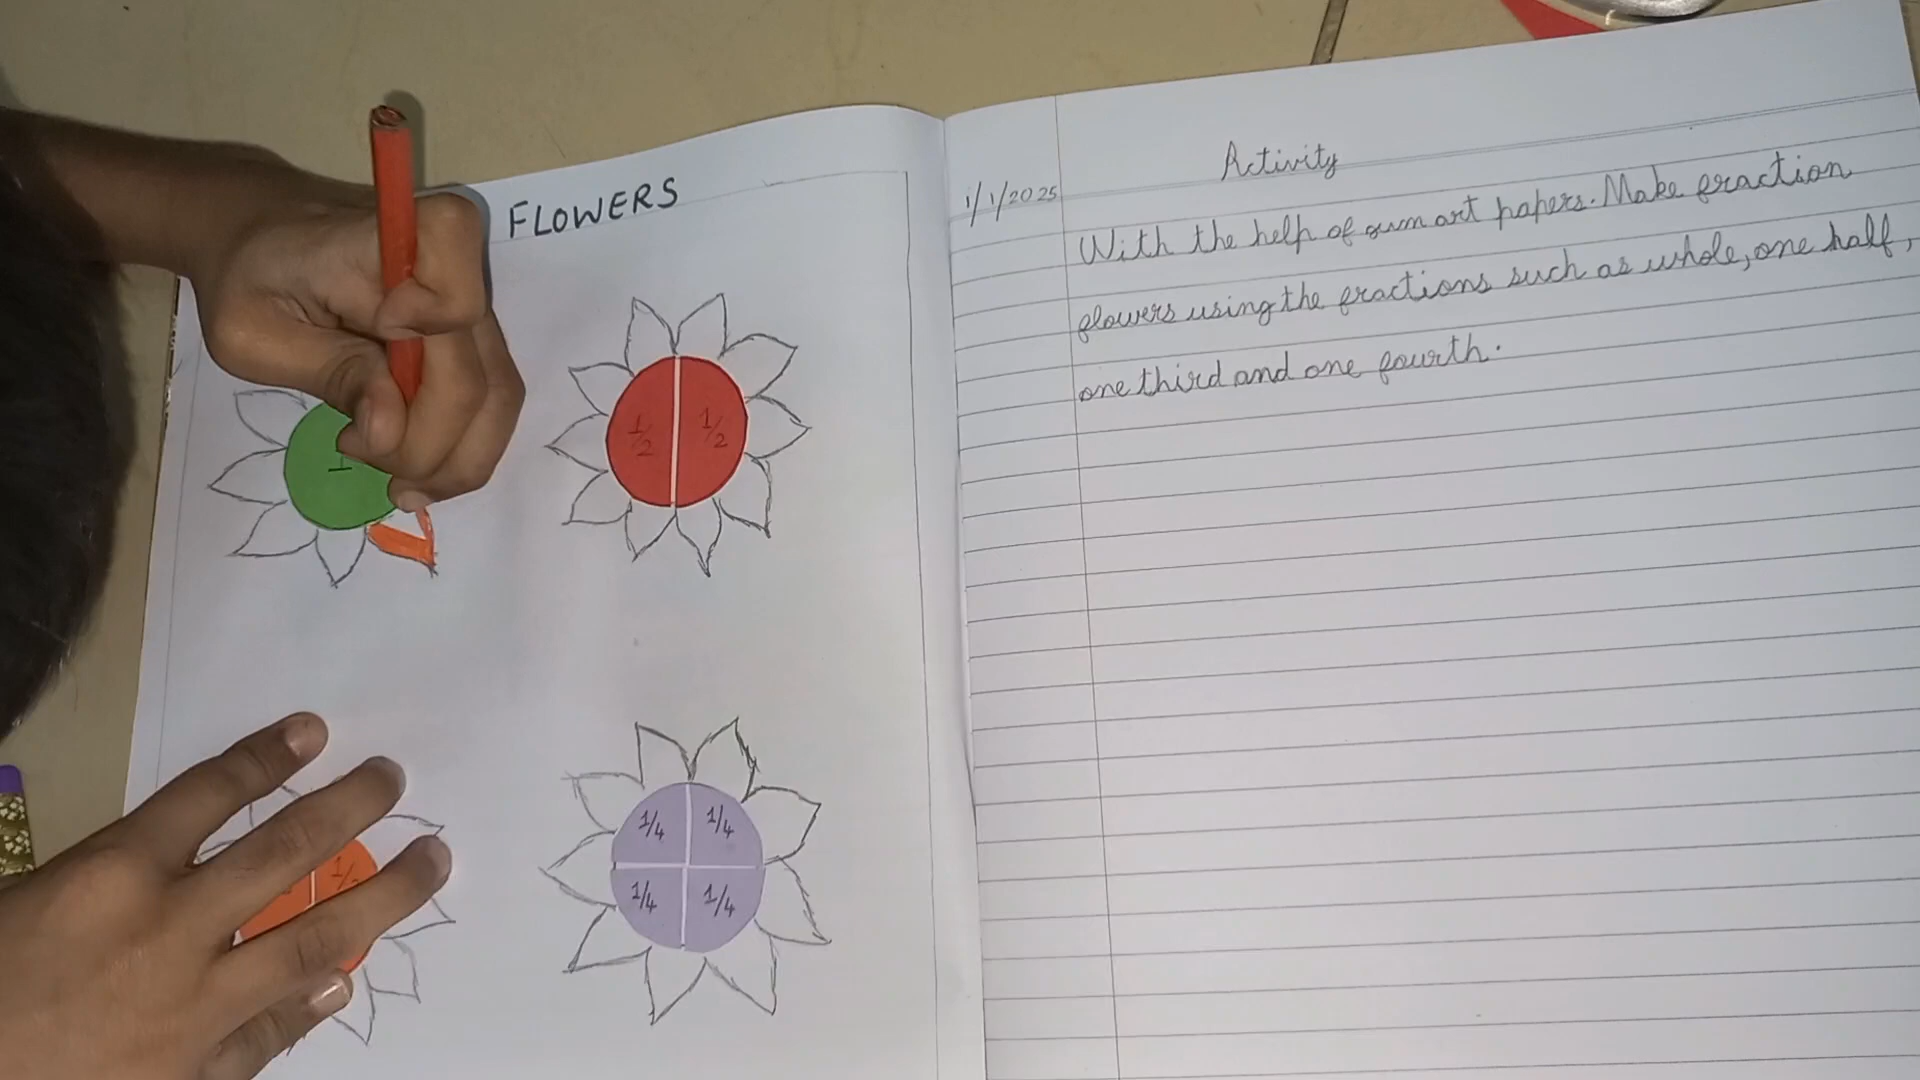 FLOWERS
1
1/2 1/2
1/4 1/4
1/4 1/4
Activity
1/1/2025
With the help of gum art papers. Make fraction
flowers using the fractions such as whole, one half,
one third and one fourth.